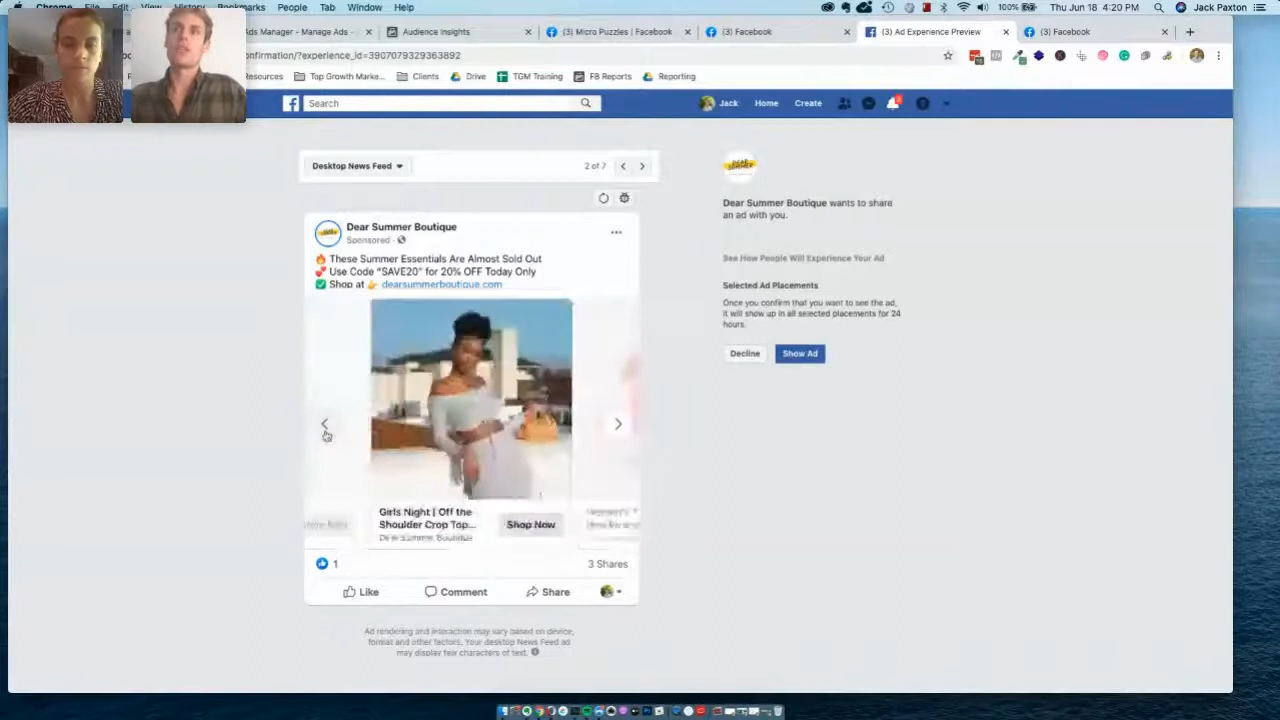 Chrome File Edit View History Bookmarks People Tab Window Help
100% Thu Jun 18 4:20 PM Jack Paxton
Ads Manager - Manage Ads - Audience Insights (3) Micro Puzzles | Facebook (3) Facebook (3) Ad Experience Preview (3) Facebook
onfirmation/?experience_id=3907079329363892
Resources Top Growth Marke... Clients Drive TGM Training FB Reports Reporting
Search Jack Home Create
Desktop News Feed 2 of 7
DEAR SUMMER
Dear Summer Boutique wants to share
an ad with you.
See How People Will Experience Your Ad
Selected Ad Placements
Once you confirm that you want to see the ad,
it will show up in all selected placements for 24
hours.
Decline Show Ad
Dear Summer Boutique
Sponsored ·
🔥 These Summer Essentials Are Almost Sold Out
💕 Use Code "SAVE20" for 20% OFF Today Only
✅ Shop at 👉 dearsummerboutique.com
Girls Night | Off the
Shoulder Crop Top...
Dear Summer Boutique
Shop Now
1 3 Shares
Like Comment Share
Ad rendering and interaction may vary based on device,
format and other factors. Your desktop News Feed ad
may display few characters of text.